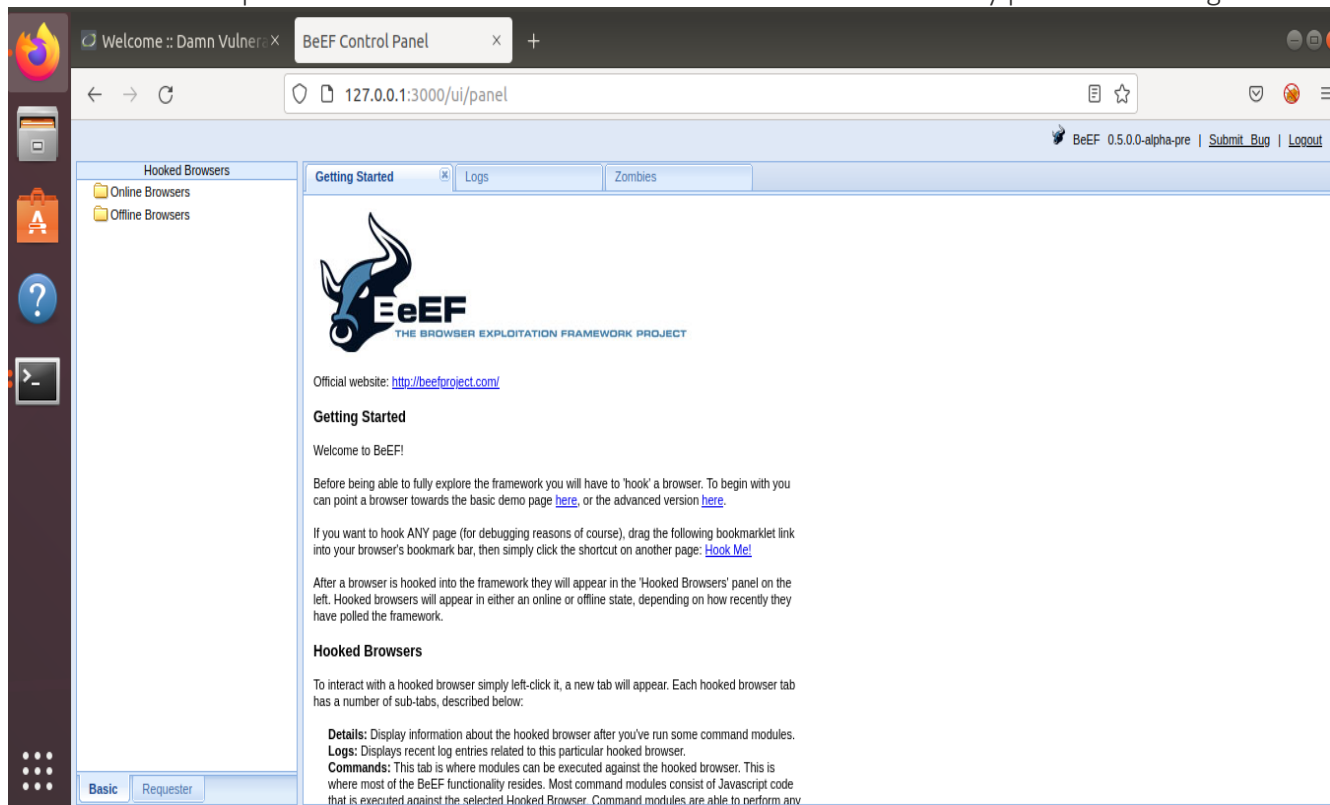 Welcome :: Damn Vulnera
BeEF Control Panel
127.0.0.1:3000/ui/panel
BeEF 0.5.0.0-alpha-pre | Submit Bug | Logout
Hooked Browsers
Getting Started
Logs
Zombies
Online Browsers
Offline Browsers
BeEF
THE BROWSER EXPLOITATION FRAMEWORK PROJECT
Official website: http://beefproject.com/
Getting Started
Welcome to BeEF!
Before being able to fully explore the framework you will have to 'hook' a browser. To begin with you
can point a browser towards the basic demo page here, or the advanced version here.
If you want to hook ANY page (for debugging reasons of course), drag the following bookmarklet link
into your browser's bookmark bar, then simply click the shortcut on another page: Hook Me!
After a browser is hooked into the framework they will appear in the 'Hooked Browsers' panel on the
left. Hooked browsers will appear in either an online or offline state, depending on how recently they
have polled the framework.
Hooked Browsers
To interact with a hooked browser simply left-click it, a new tab will appear. Each hooked browser tab
has a number of sub-tabs, described below:
Details: Display information about the hooked browser after you've run some command modules.
Logs: Displays recent log entries related to this particular hooked browser.
Commands: This tab is where modules can be executed against the hooked browser. This is
where most of the BeEF functionality resides. Most command modules consist of Javascript code
that is executed against the selected Hooked Browser. Command modules are able to perform any
Basic
Requester